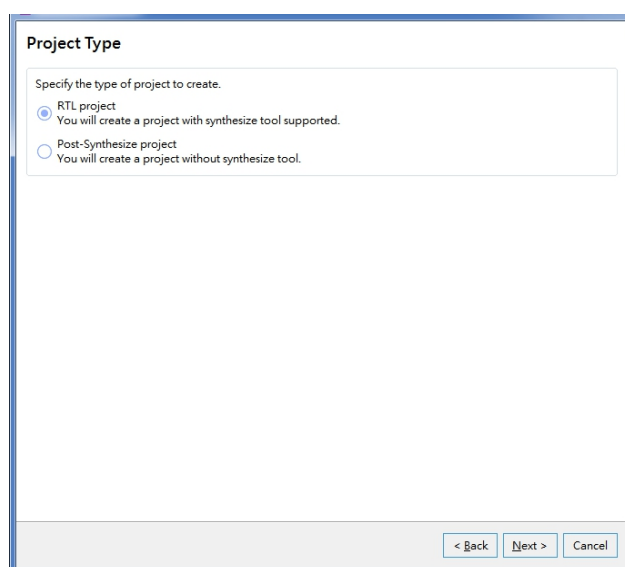 Project Type
Specify the type of project to create.
RTL project
You will create a project with synthesize tool supported.
Post-Synthesize project
You will create a project without synthesize tool.
< Back
Next >
Cancel